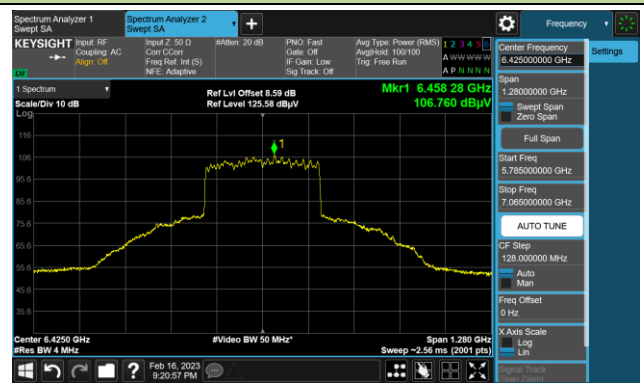 Spectrum Analyzer 1
Swept SA
Spectrum Analyzer 2
Swept SA
Frequency
KEYSIGHT
Input: RF
Coupling: AC
Align: Off
Input Z: 50 Ω
Corr CCorr
Freq Ref: Int (S)
NFE: Adaptive
#Atten: 20 dB
PNO: Fast
Gate: Off
IF Gain: Low
Sig Track: Off
Avg Type: Power (RMS)
Avg|Hold: 100/100
Trig: Free Run
1 2 3 4 5 6
A W W W W W
A P N N N N
LXI
1 Spectrum
Scale/Div 10 dB
Log
Ref Lvl Offset 8.59 dB
Ref Level 125.58 dBµV
Mkr1 6.458 28 GHz
106.760 dBµV
1
116
106
95.6
85.6
75.6
65.6
55.6
45.6
35.6
Center 6.4250 GHz
#Res BW 4 MHz
#Video BW 50 MHz*
Span 1.280 GHz
Sweep ~2.56 ms (2001 pts)
Center Frequency
6.425000000 GHz
Settings
Span
1.28000000 GHz
Swept Span
Zero Span
Full Span
Start Freq
5.785000000 GHz
Stop Freq
7.065000000 GHz
AUTO TUNE
CF Step
128.000000 MHz
Auto
Man
Freq Offset
0 Hz
X Axis Scale
Log
Lin
Signal Track
(Span Zoom)
?
Feb 16, 2023
9:20:57 PM